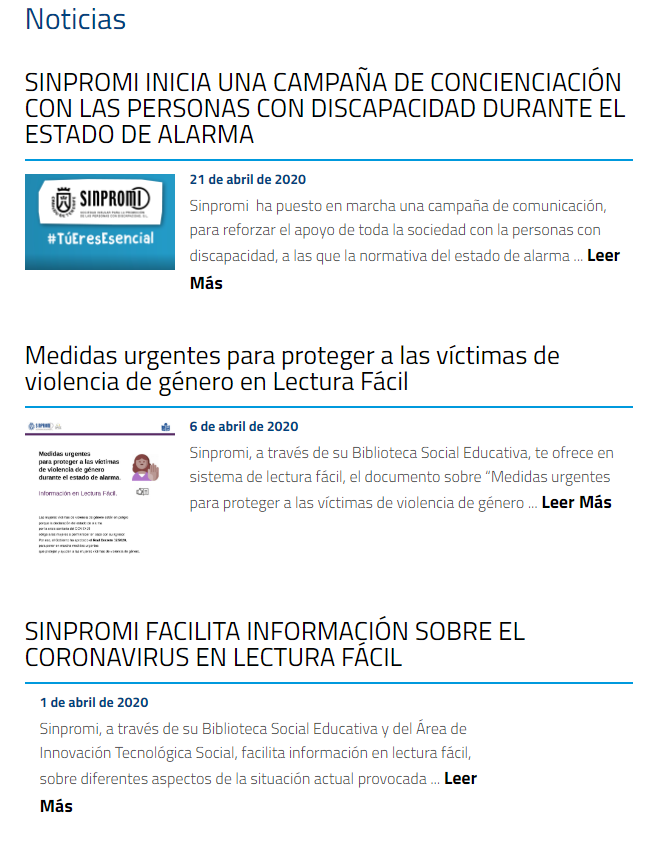 Noticias
SINPROMI INICIA UNA CAMPAÑA DE CONCIENCIACIÓN
CON LAS PERSONAS CON DISCAPACIDAD DURANTE EL
ESTADO DE ALARMA
SINPROMI
#TúEresEsencial
21 de abril de 2020
Sinpromi ha puesto en marcha una campaña de comunicación,
para reforzar el apoyo de toda la sociedad con la personas con
discapacidad, a las que la normativa del estado de alarma ... Leer
Más
Medidas urgentes para proteger a las víctimas de
violencia de género en Lectura Fácil
Medidas urgentes
para proteger a las víctimas
de violencia de género
durante el estado de alarma.
Información en Lectura Fácil.
6 de abril de 2020
Sinpromi, a través de su Biblioteca Social Educativa, te ofrece en
sistema de lectura fácil, el documento sobre “Medidas urgentes
para proteger a las víctimas de violencia de género ... Leer Más
SINPROMI FACILITA INFORMACIÓN SOBRE EL
CORONAVIRUS EN LECTURA FÁCIL
1 de abril de 2020
Sinpromi, a través de su Biblioteca Social Educativa y del Área de
Innovación Tecnológica Social, facilita información en lectura fácil,
sobre diferentes aspectos de la situación actual provocada ... Leer
Más